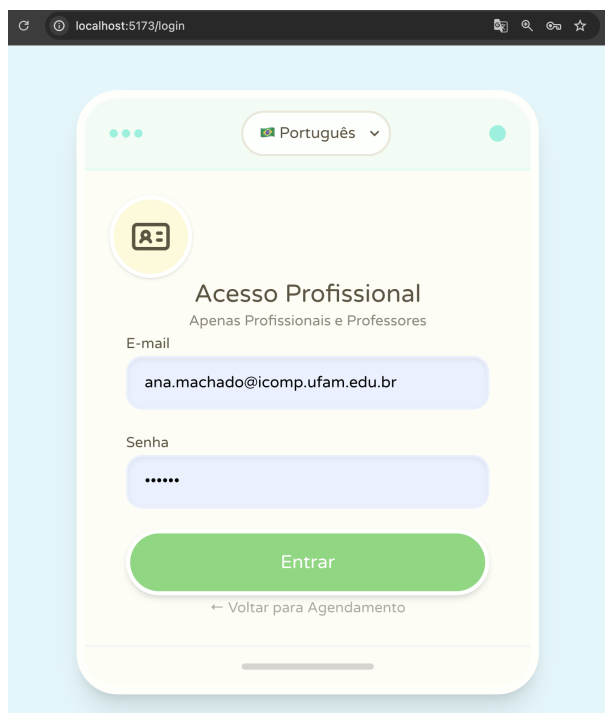 localhost:5173/login
Português
Acesso Profissional
Apenas Profissionais e Professores
E-mail
ana.machado@icomp.ufam.edu.br
Senha
••••••
Entrar
← Voltar para Agendamento